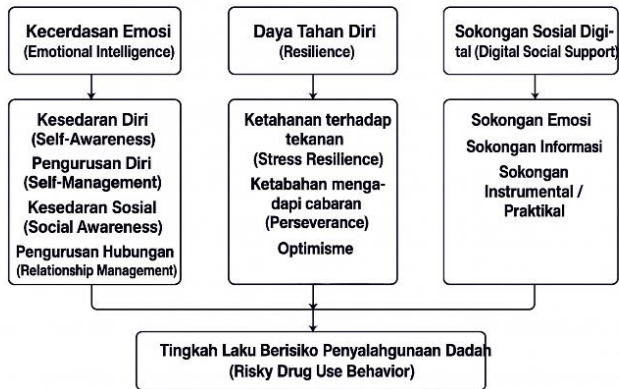 Kecerdasan Emosi
(Emotional Intelligence)
Daya Tahan Diri
(Resilience)
Sokongan Sosial Digi-
tal (Digital Social Support)
Kesedaran Diri
(Self-Awareness)
Pengurusan Diri
(Self-Management)
Kesedaran Sosial
(Social Awareness)
Pengurusan Hubungan
(Relationship Management)
Ketahanan terhadap
tekanan
(Stress Resilience)
Ketabahan menga-
dapi cabaran
(Perseverance)
Optimisme
Sokongan Emosi
Sokongan Informasi
Sokongan
Instrumental /
Praktikal
Tingkah Laku Berisiko Penyalahgunaan Dadah
(Risky Drug Use Behavior)